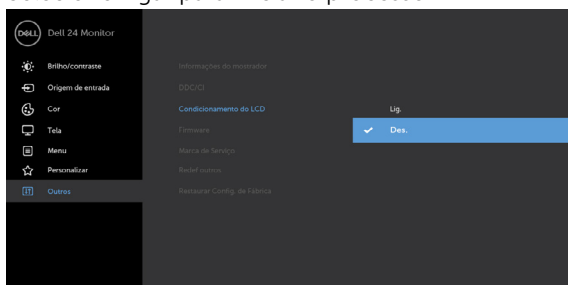 DELL Dell 24 Monitor
Brilho/contraste Informações do mostrador
Origem de entrada DDC/CI
Cor Condicionamento do LCD Lig.
Tela Firmware Des.
Menu Marca de Serviço
Personalizar Redef outros
Outros Restaurar Config. de Fábrica